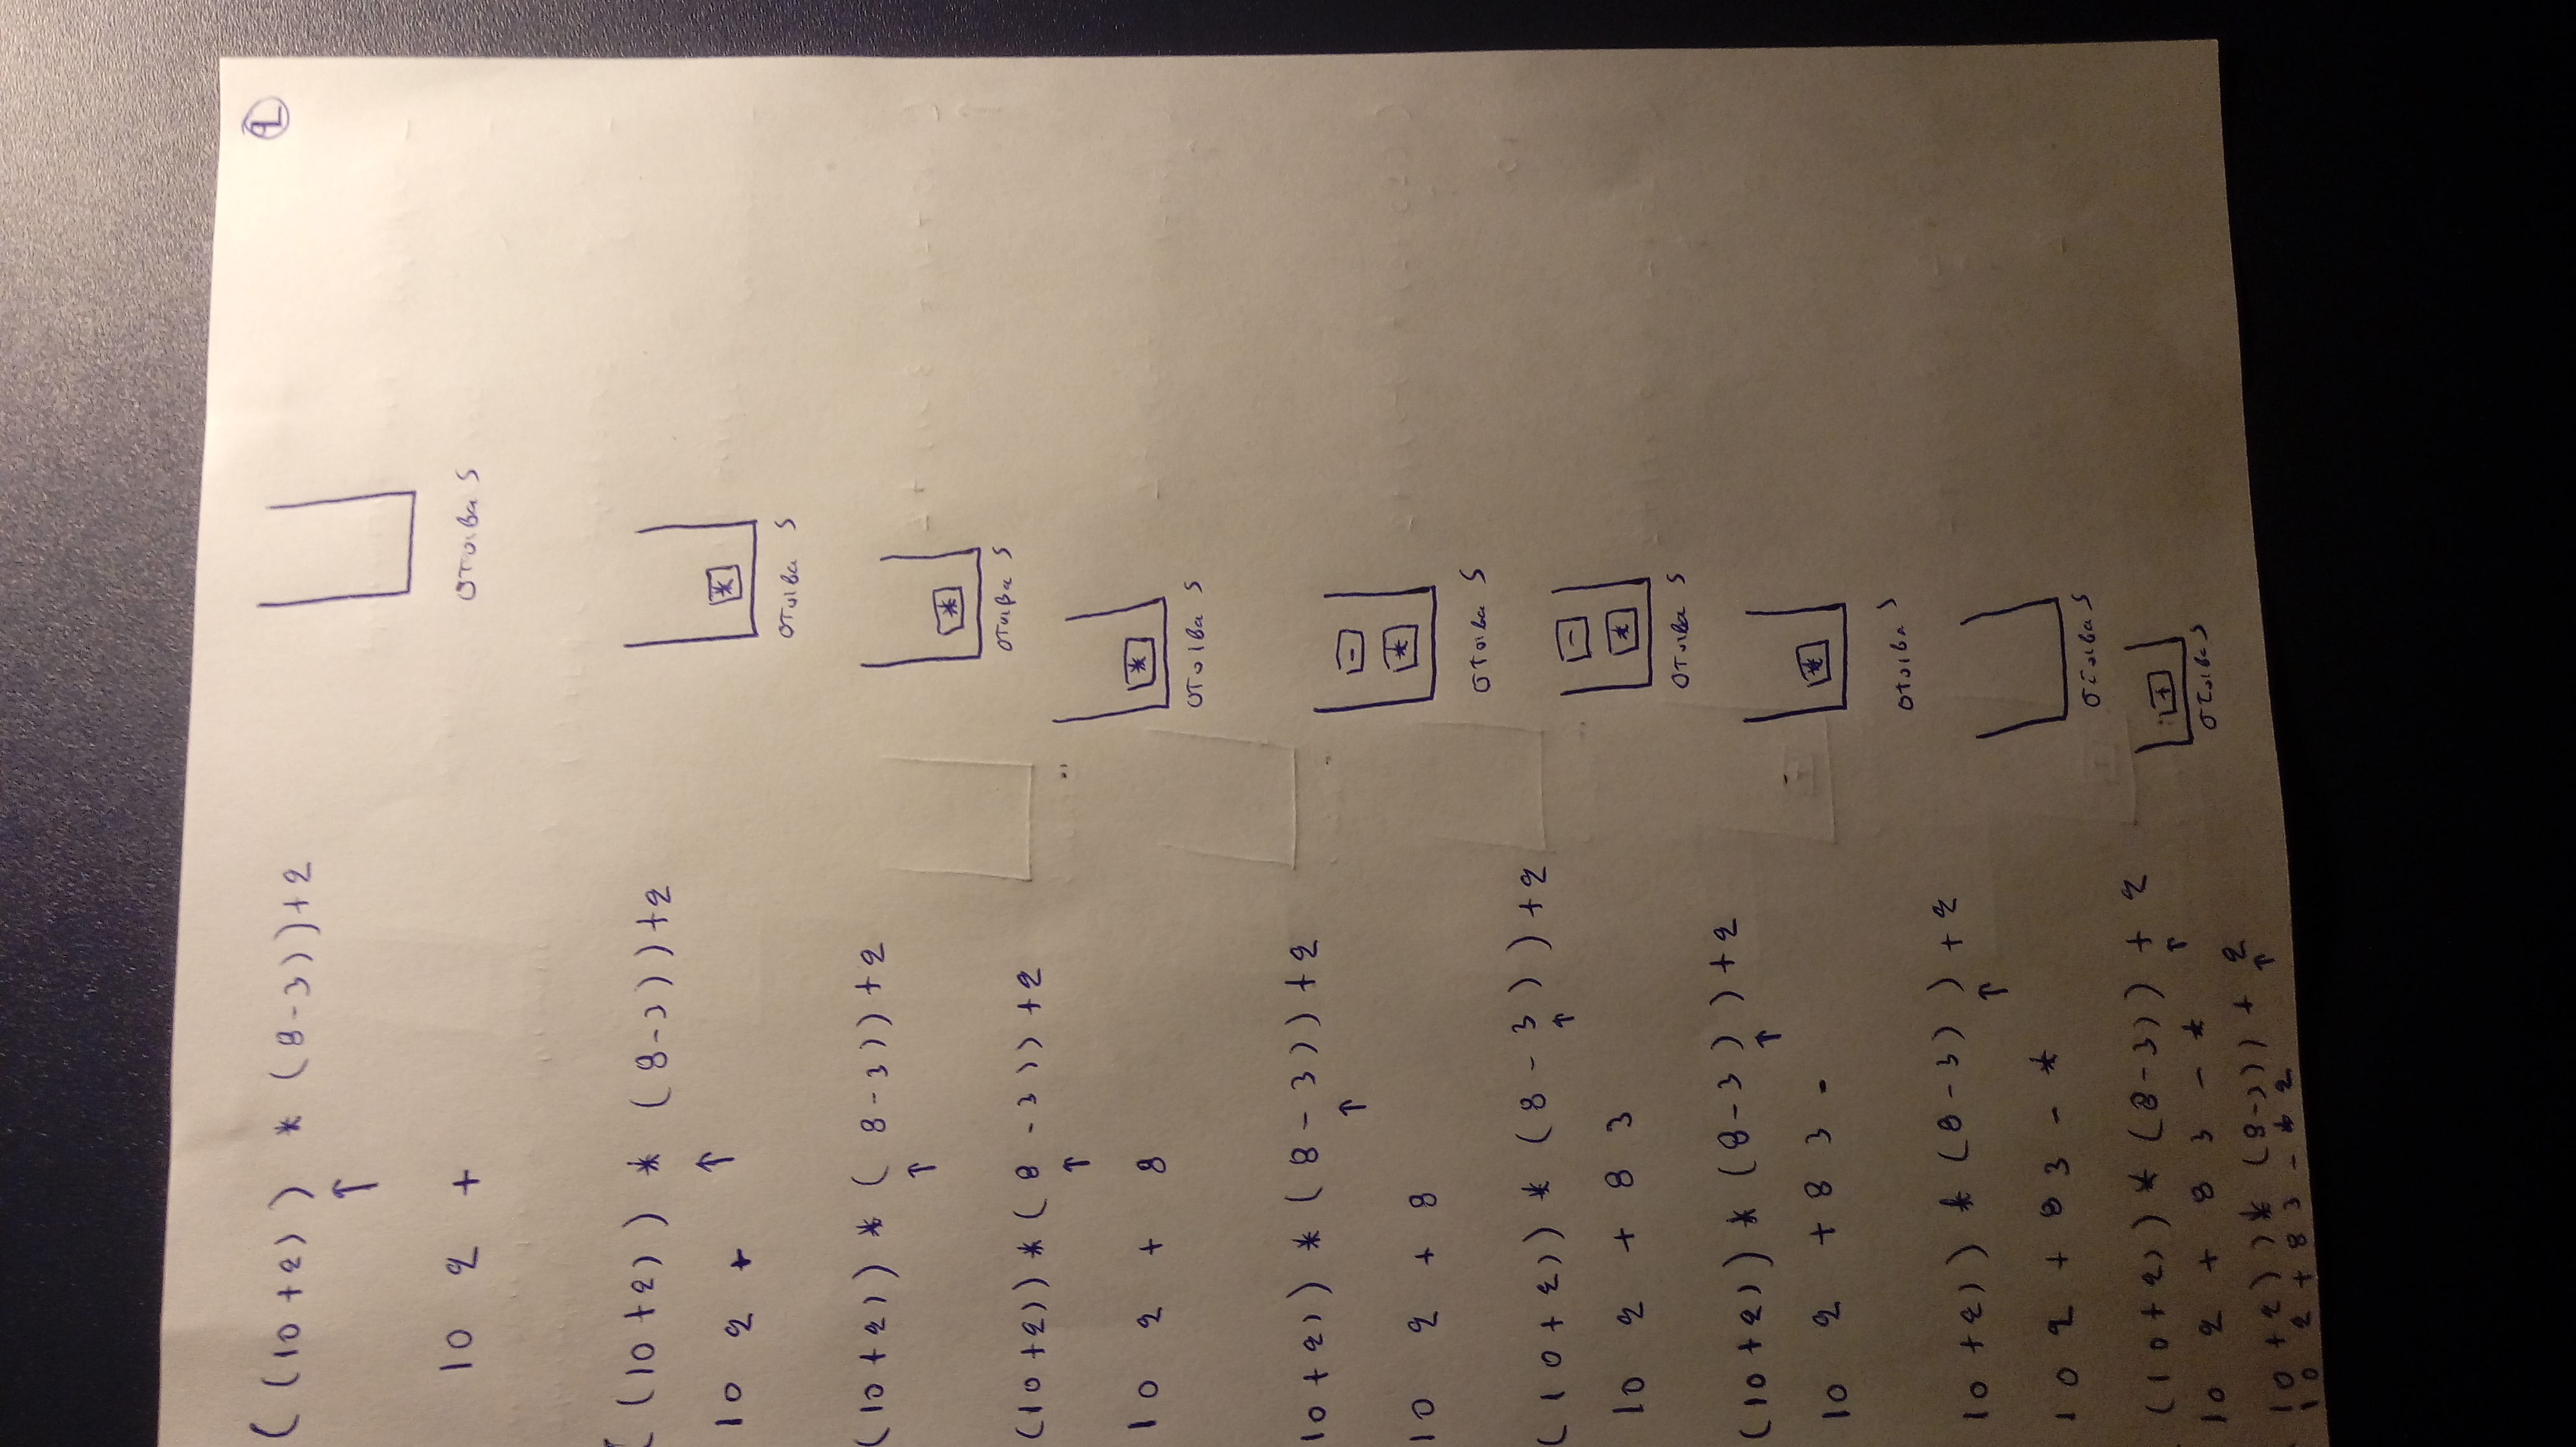 ②
((10+2)) * (8-3))+2
↑
10 2 +
στοιβα S
((10+2)) * (8-3))+2
↑
10 2 +
*
στοιβα S
(10+2)) * (8-3))+2
↑
*
στοιβα S
(10+2)) * (8-3))+2
↑
10 2 + 8
*
στοιβα S
10+2)) * (8-3))+2
↑
10 2 + 8
-
*
στοιβα S
(10+2)) * (8-3))+2
↑
10 2 + 8 3
-
*
στοιβα S
(10+2)) * (8-3))+2
↑
10 2 + 8 3 -
*
στοιβα S
10+2)) * (8-3))+2
↑
10 2 + 8 3 - *
στοιβα S
(10+2)) * (8-3)) + 2
↑
10 2 + 8 3 - *
+
στοιβα S
10+2)) * (8-3)) + 2
↑
10 2 + 8 3 - * 2